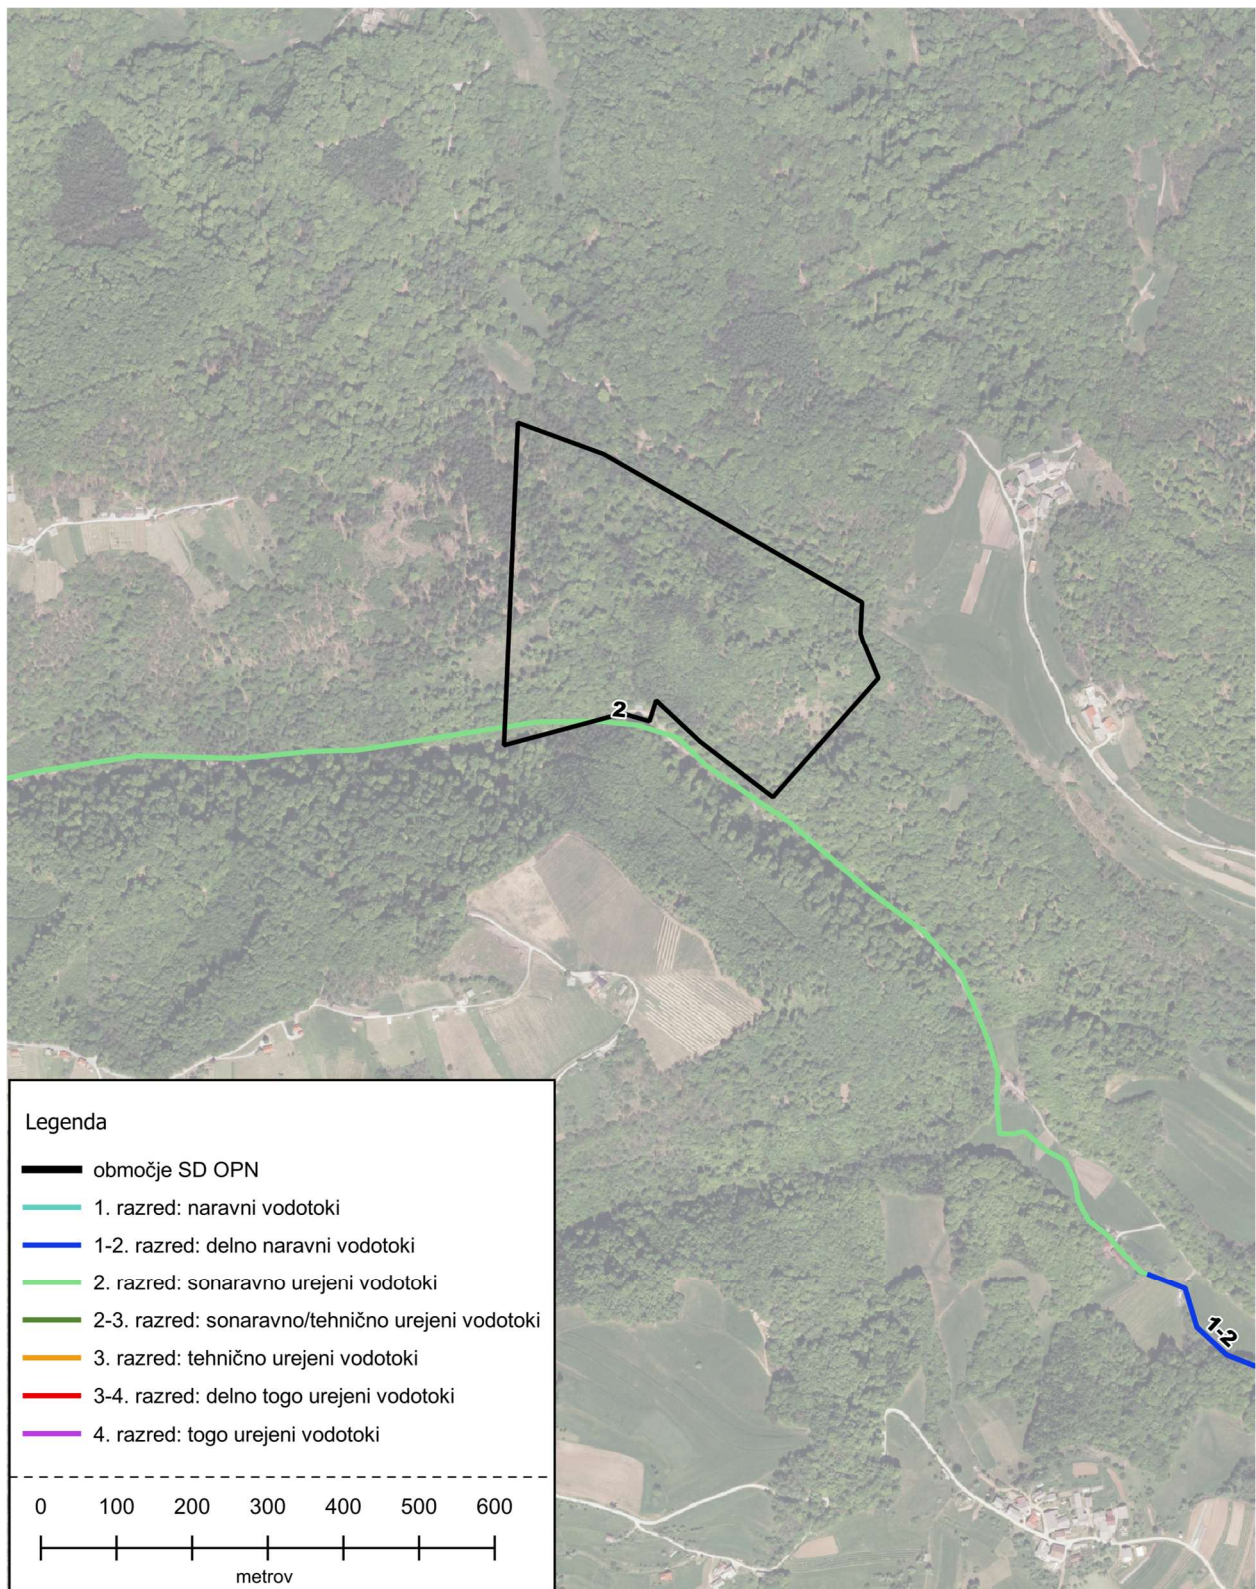 2
1-2
Legenda
območje SD OPN
1. razred: naravni vodotoki
1-2. razred: delno naravni vodotoki
2. razred: sonaravno urejeni vodotoki
2-3. razred: sonaravno/tehnično urejeni vodotoki
3. razred: tehnično urejeni vodotoki
3-4. razred: delno togo urejeni vodotoki
4. razred: togo urejeni vodotoki
0 100 200 300 400 500 600
metrov